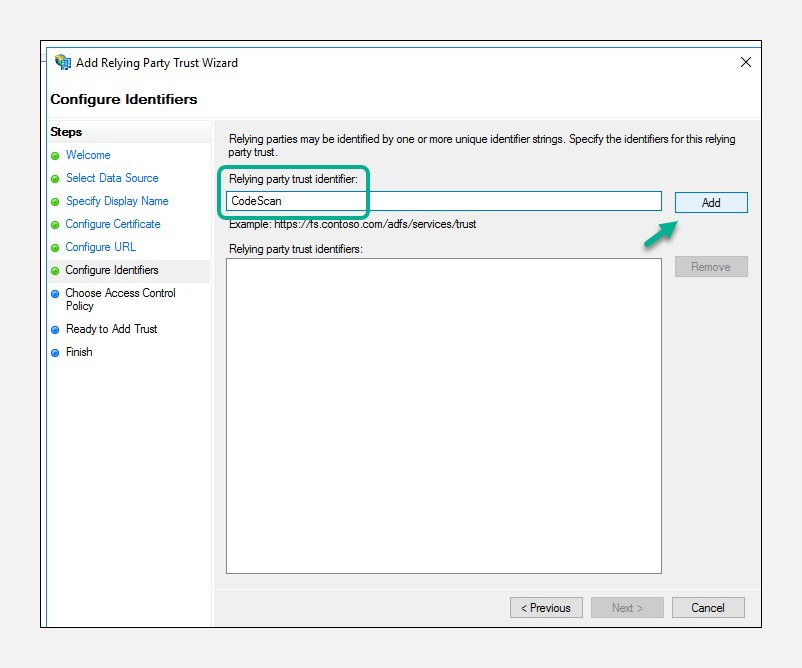 Add Relying Party Trust Wizard
Configure Identifiers
Steps
Welcome
Select Data Source
Specify Display Name
Configure Certificate
Configure URL
Configure Identifiers
Choose Access Control
Policy
Ready to Add Trust
Finish
Relying parties may be identified by one or more unique identifier strings. Specify the identifiers for this relying
party trust.
Relying party trust identifier:
CodeScan
Add
Example: https://fs.contoso.com/adfs/services/trust
Relying party trust identifiers:
Remove
< Previous
Next >
Cancel